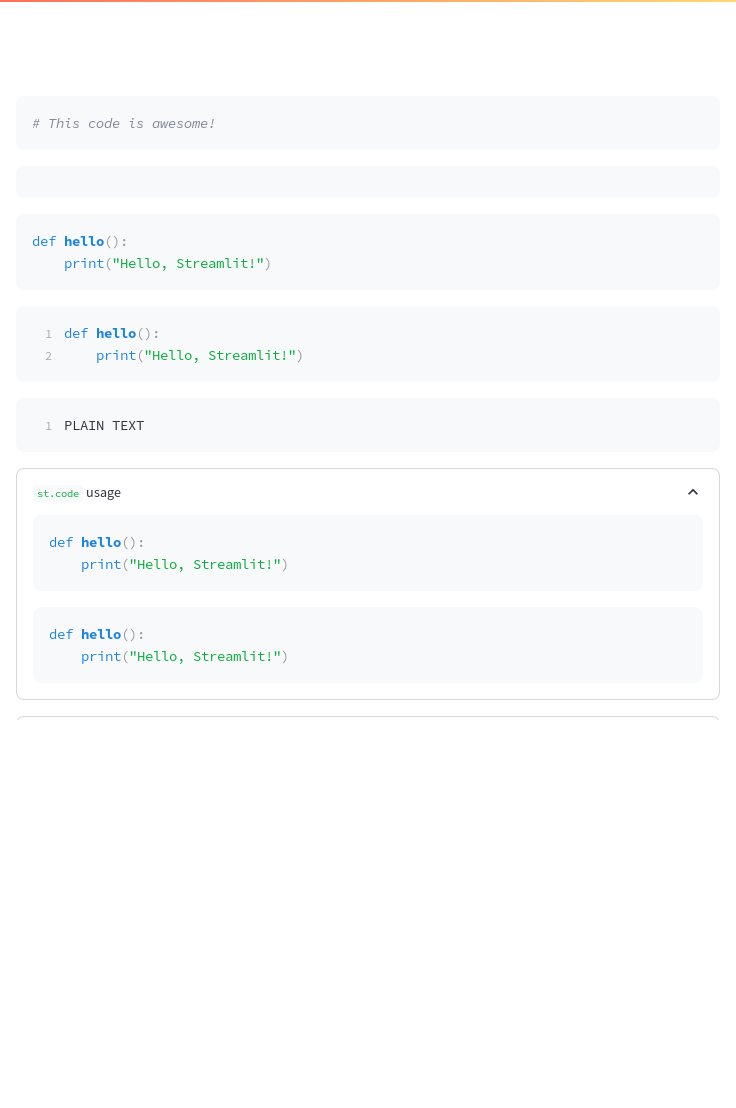 # This code is awesome!
def hello():
    print("Hello, Streamlit!")
1 def hello():
2     print("Hello, Streamlit!")
1 PLAIN TEXT
st.code usage
def hello():
    print("Hello, Streamlit!")
def hello():
    print("Hello, Streamlit!")